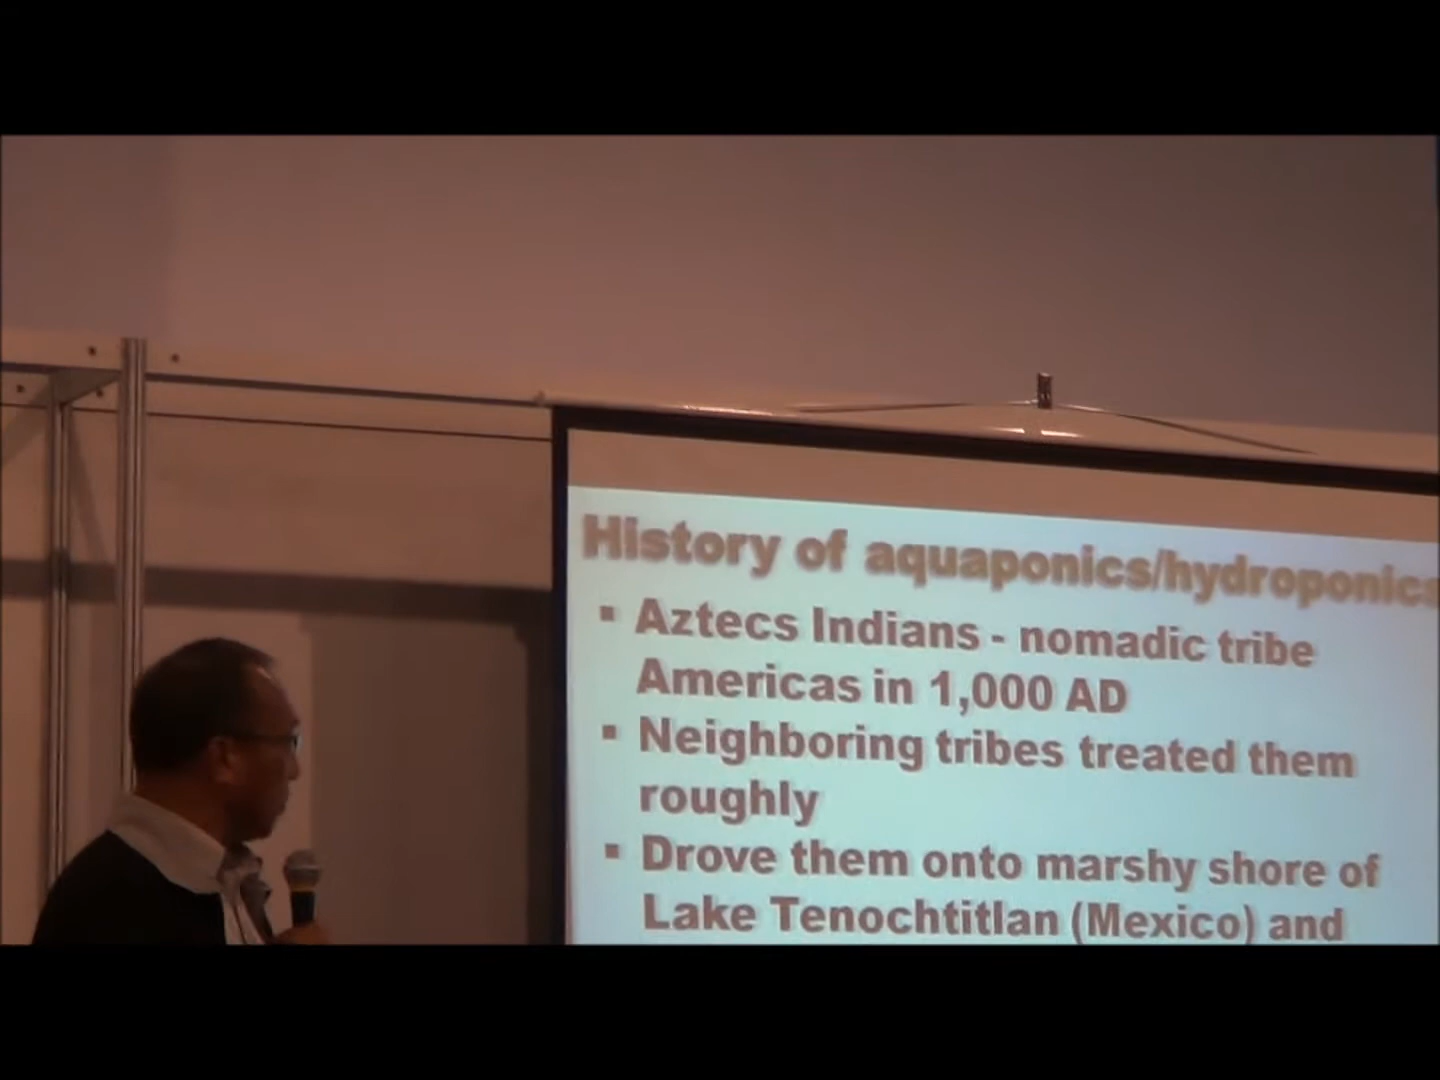 History of aquaponics/hydroponics
▪ Aztecs Indians - nomadic tribe
Americas in 1,000 AD
▪ Neighboring tribes treated them
roughly
▪ Drove them onto marshy shore of
Lake Tenochtitlan (Mexico) and